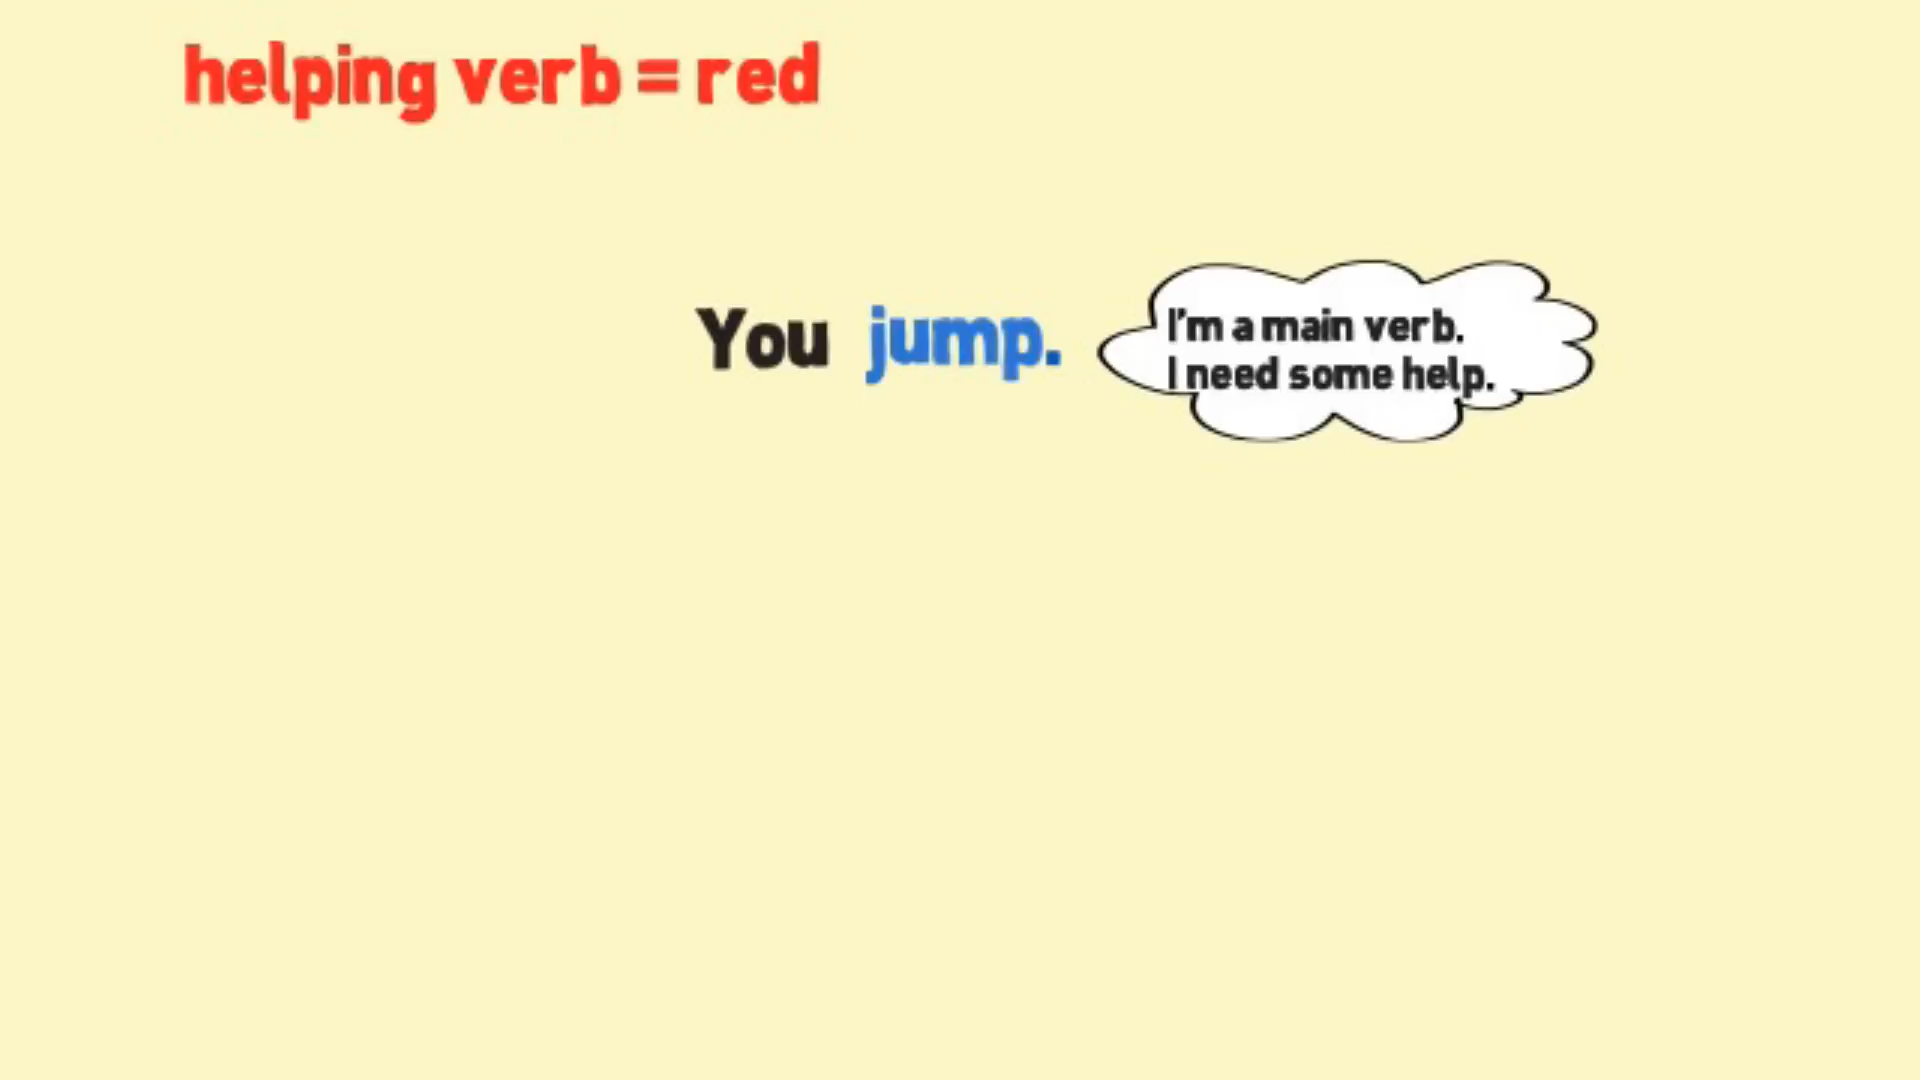 helping verb = red
You jump.
I'm a main verb.
I need some help.